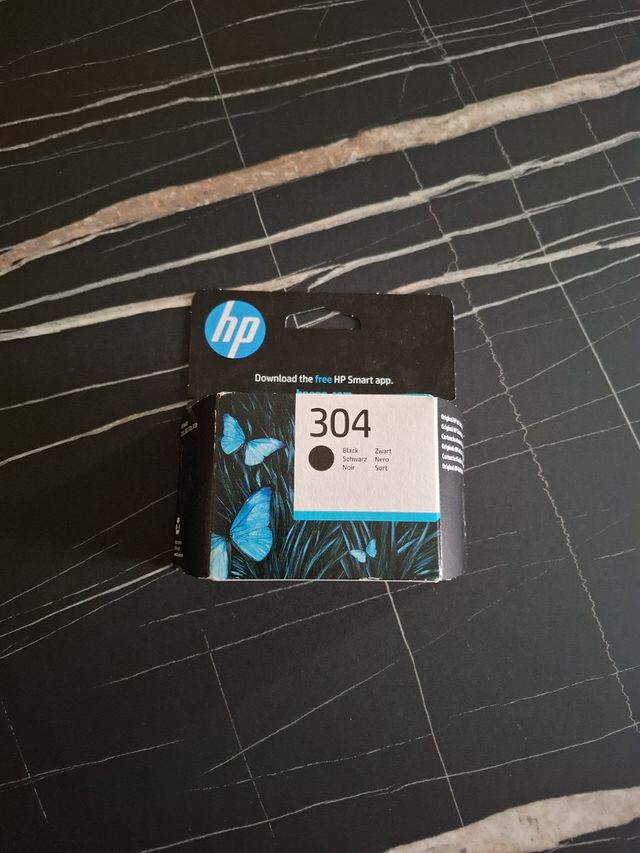 hp
Download the free HP Smart app.
304
Black Zwart
Schwarz Nero
Noir Sort